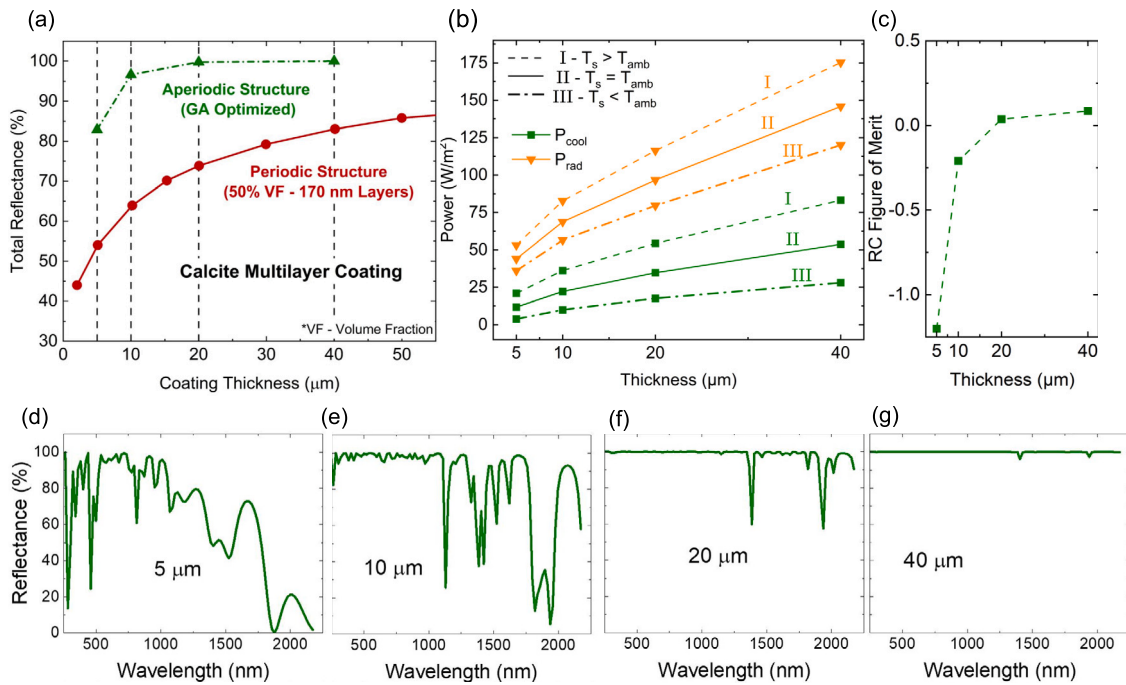 (a)
Total Reflectance (%)
100
90
80
70
60
50
40
30
Aperiodic Structure
(GA Optimized)
Periodic Structure
(50% VF - 170 nm Layers)
Calcite Multilayer Coating
*VF - Volume Fraction
0 10 20 30 40 50
Coating Thickness (μm)
(b)
Power (W/m²)
200
175
150
125
100
75
50
25
0
I - Tₛ > Tamb
II - Tₛ = Tamb
III - Tₛ < Tamb
Pcool
Prad
I
II
III
I
II
III
5 10 20 40
Thickness (μm)
(c)
RC Figure of Merit
0.5
0.0
-0.5
-1.0
5 10 20 40
Thickness (μm)
(d)
Reflectance (%)
100
80
60
40
20
0
5 μm
500 1000 1500 2000
Wavelength (nm)
(e)
10 μm
500 1000 1500 2000
Wavelength (nm)
(f)
20 μm
500 1000 1500 2000
Wavelength (nm)
(g)
40 μm
500 1000 1500 2000
Wavelength (nm)